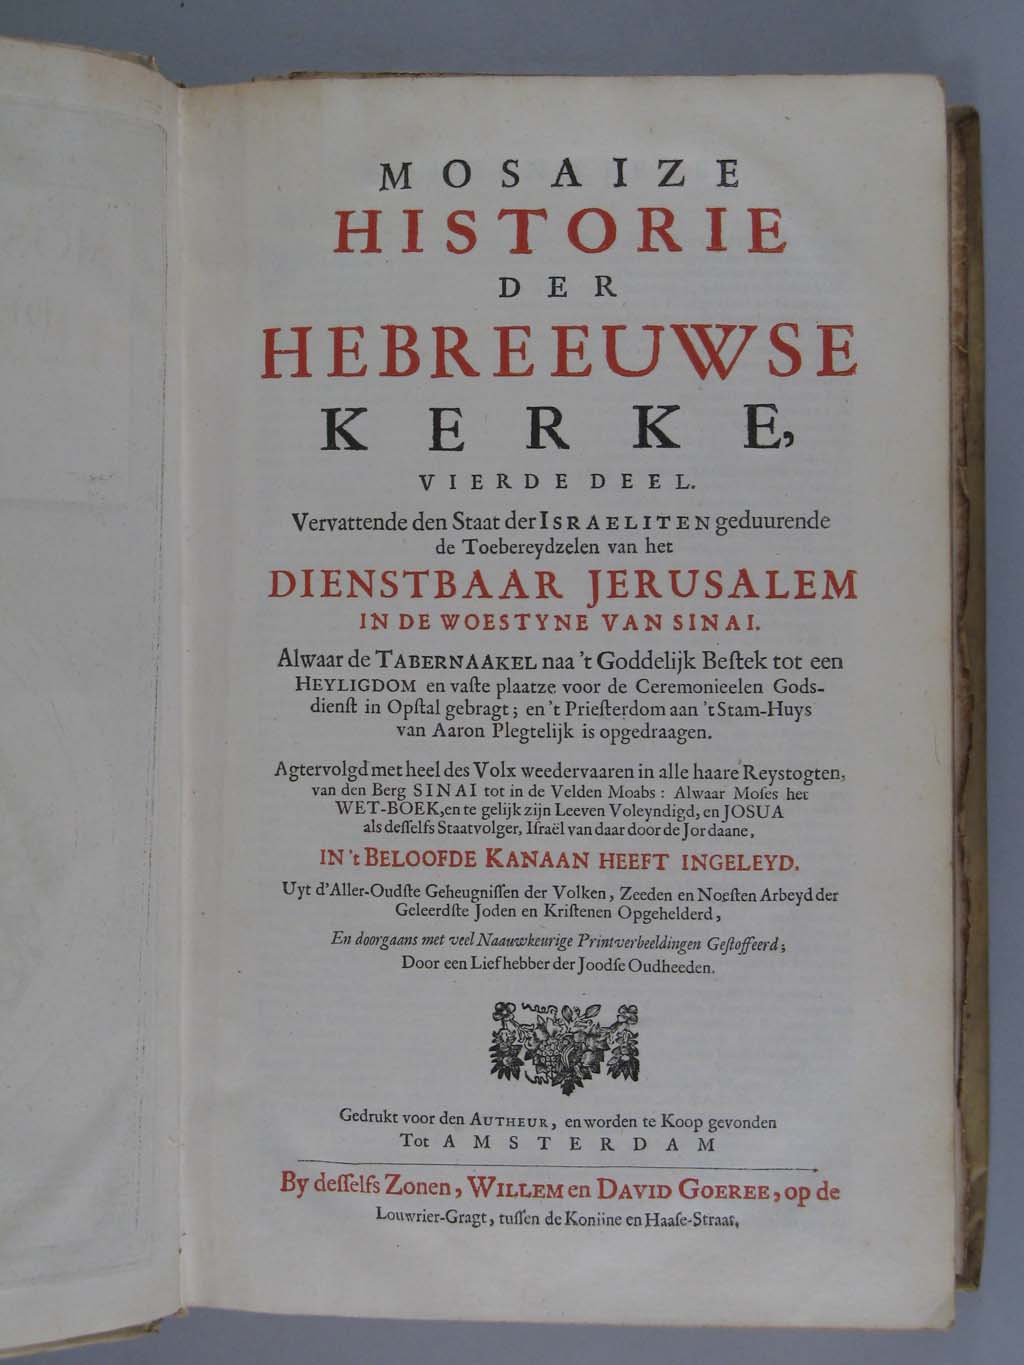 MOSAIZE
HISTORIE
DER
HEBREEUWSE
KERKE,
VIERDE DEEL.
Vervattende den Staat der ISRAELITEN geduurende
de Toebereydzelen van het
DIENSTBAAR JERUSALEM
IN DE WOESTYNE VAN SINAI.
Alwaar de TABERNAAKEL naa 't Goddelijk Beſtek tot een
HEYLIGDOM en vaſte plaatze voor de Ceremonieelen Gods-
dienſt in Opſtal gebragt; en 't Prieſterdom aan 't Stam-Huys
van Aaron Plegtelijk is opgedraagen.
Agtervolgd met heel des Volx weedervaaren in alle haare Reystogten,
van den Berg SINAI tot in de Velden Moabs: Alwaar Moſes het
WET-BOEK, en te gelijk zijn Leeven Voleyndigd, en JOSUA
als deſſelfs Staatvolger, Iſraël van daar door de Jordaane,
IN 't BELOOFDE KANAAN HEEFT INGELEYD.
Uyt d'Aller-Oudſte Geheugniſſen der Volken, Zeeden en Noeſten Arbeyd der
Geleerdſte Joden en Kriſtenen Opgehelderd,
En doorgaans met veel Naauwkeurige Printverbeeldingen Geſtoffeerd;
Door een Liefhebber der Joodſe Oudheeden.
Gedrukt voor den AUTHEUR, en worden te Koop gevonden
Tot AMSTERDAM
By deſſelfs Zonen, WILLEM en DAVID GOEREE, op de
Louwrier-Gragt, tuſſen de Koniine en Haaſe-Straat,